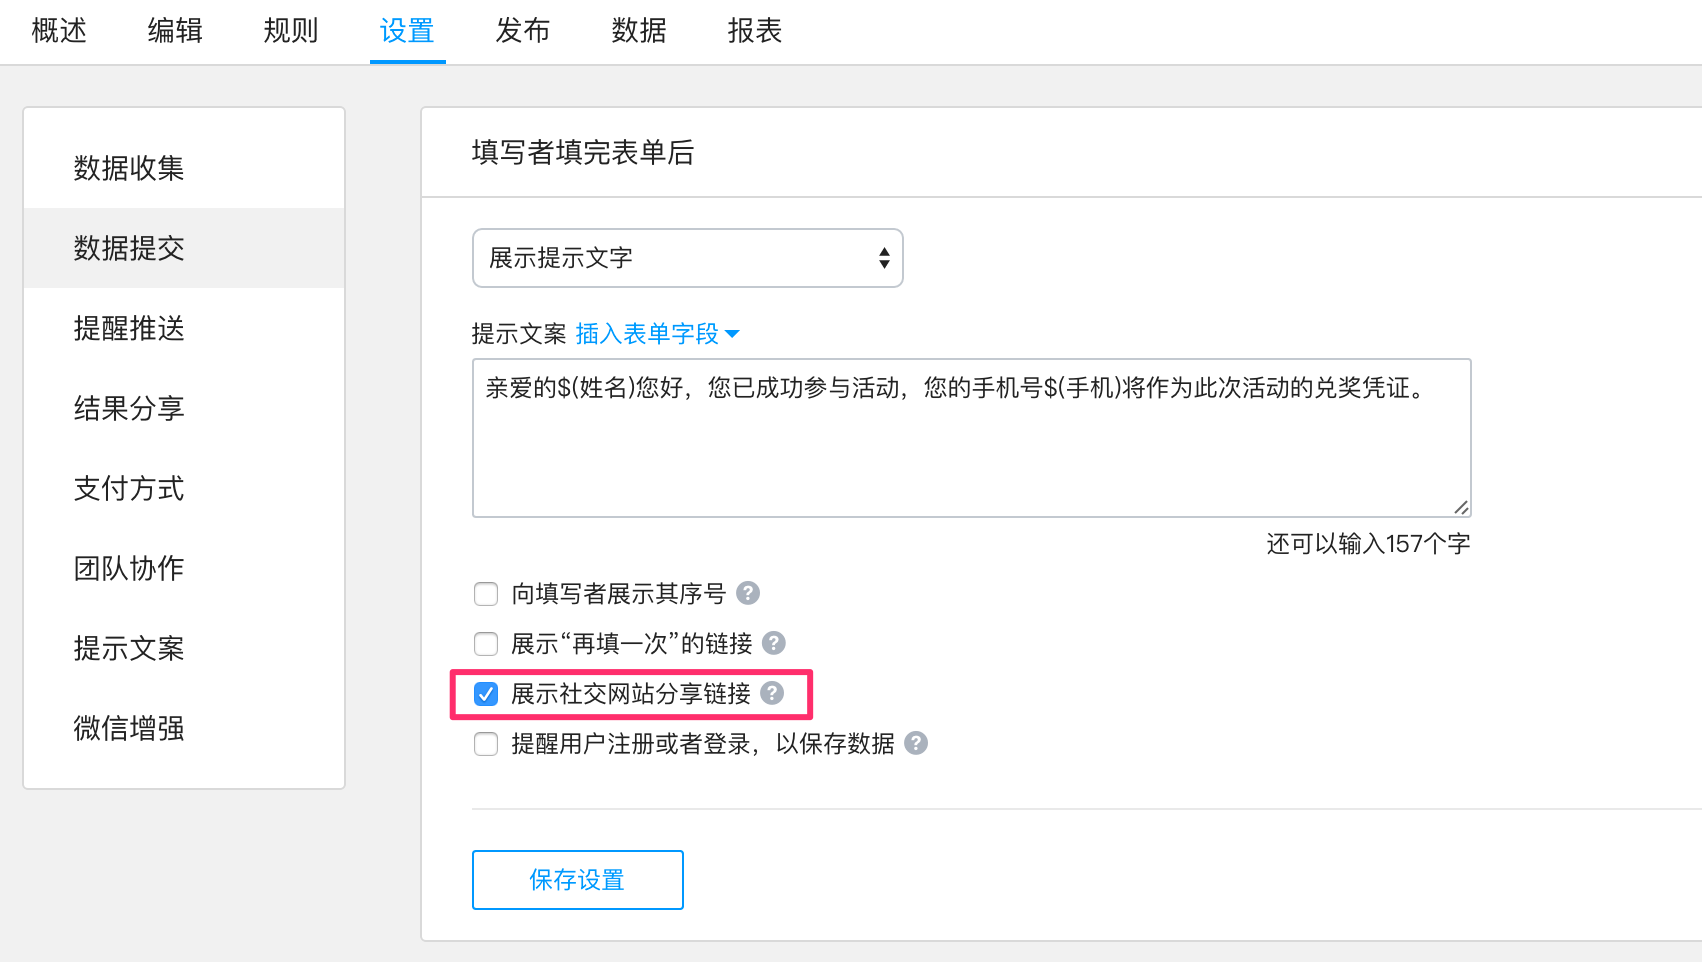 概述 编辑 规则 设置 发布 数据 报表
数据收集
数据提交
提醒推送
结果分享
支付方式
团队协作
提示文案
微信增强
填写者填完表单后
展示提示文字
提示文案 插入表单字段
亲爱的$(姓名)您好，您已成功参与活动，您的手机号$(手机)将作为此次活动的兑奖凭证。
还可以输入157个字
向填写者展示其序号 ?
展示“再填一次”的链接 ?
展示社交网站分享链接 ?
提醒用户注册或者登录，以保存数据 ?
保存设置